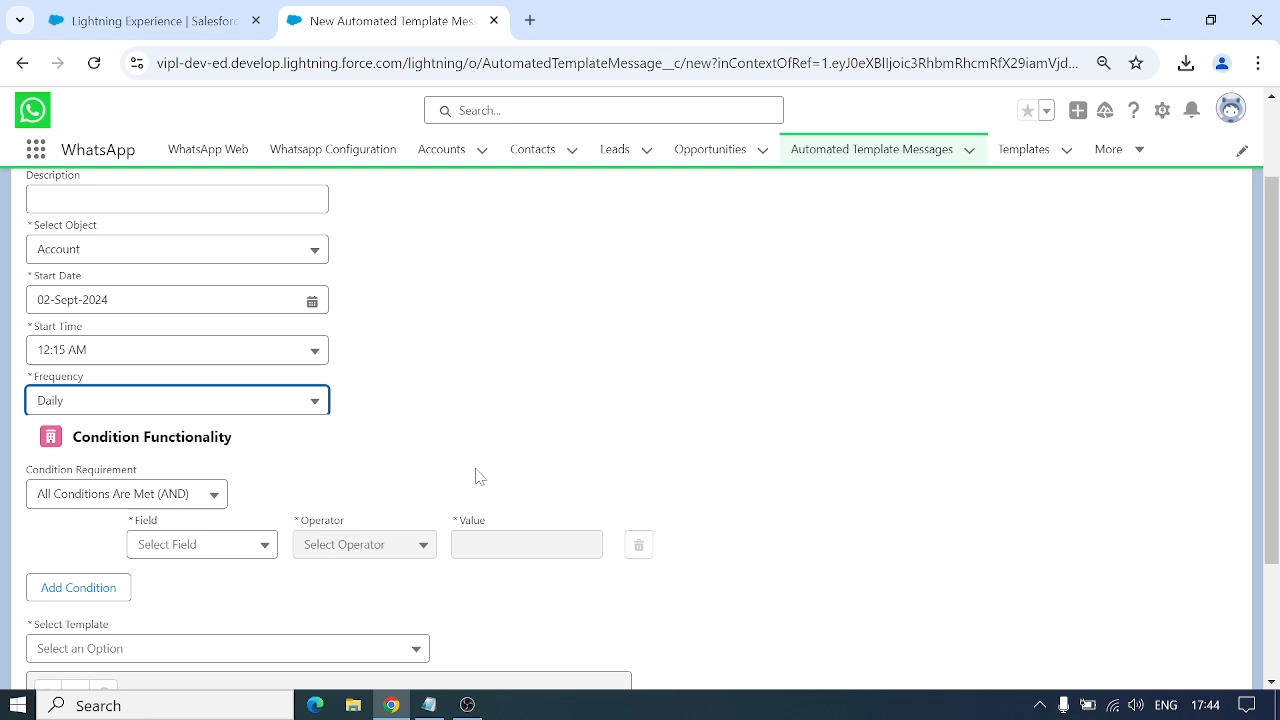 Lightning Experience | Salesforc
New Automated Template Mess
vipl-dev-ed.develop.lightning.force.com/lightning/o/AutomatedTemplateMessage__c/new?inContextOfRef=1.eyJ0eXBlIjoic3RhbmRhcmRfX29iamVjd...
Search...
WhatsApp
WhatsApp Web
Whatsapp Configuration
Accounts
Contacts
Leads
Opportunities
Automated Template Messages
Templates
More
Description
*Select Object
Account
*Start Date
02-Sept-2024
*Start Time
12:15 AM
*Frequency
Daily
Condition Functionality
Condition Requirement
All Conditions Are Met (AND)
*Field *Operator *Value
Select Field Select Operator
Add Condition
*Select Template
Select an Option
Search
ENG 17:44